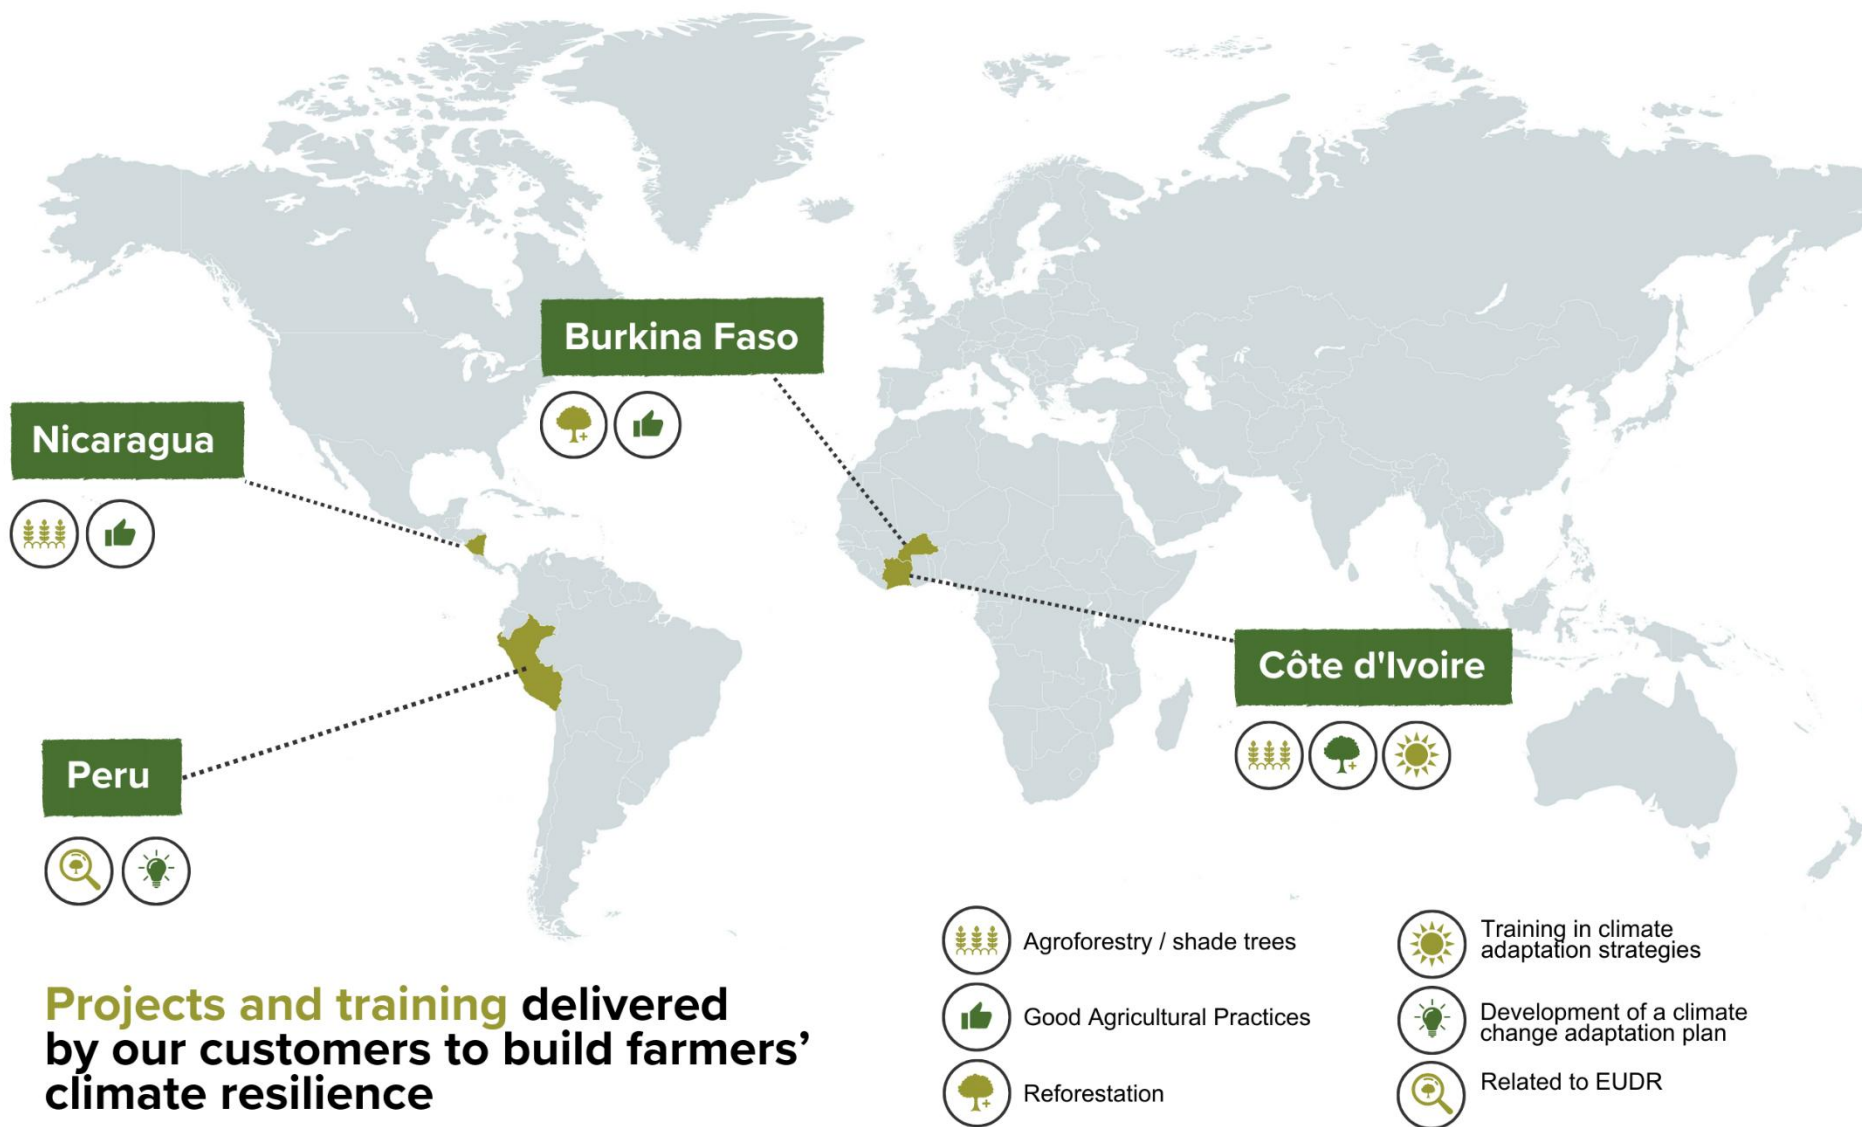 Burkina Faso
Nicaragua
Côte d'Ivoire
Peru
Projects and training delivered
by our customers to build farmers’
climate resilience
Agroforestry / shade trees
Good Agricultural Practices
Reforestation
Training in climate
adaptation strategies
Development of a climate
change adaptation plan
Related to EUDR